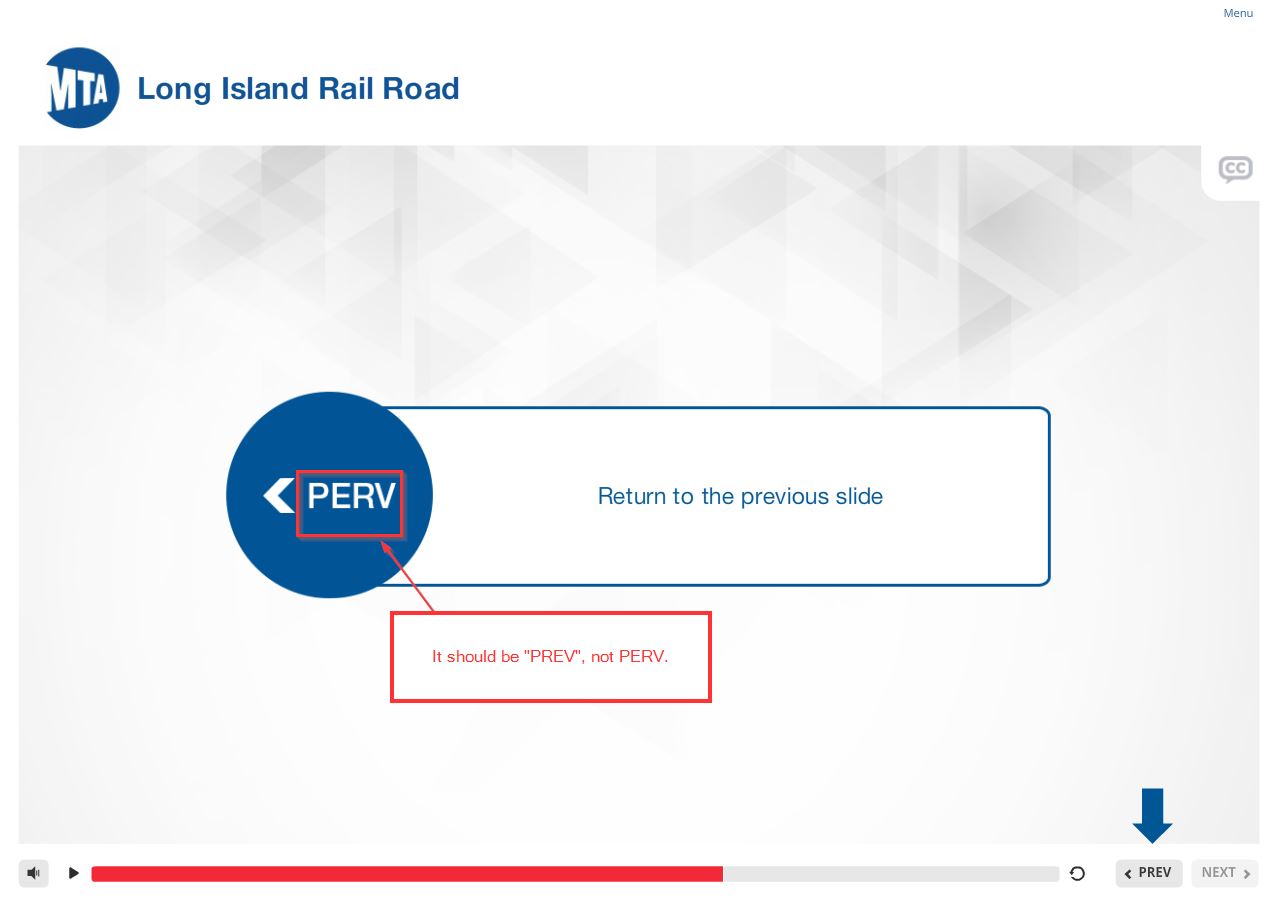 Menu
MTA Long Island Rail Road
CC
PERV
Return to the previous slide
It should be "PREV", not PERV.
PREV NEXT